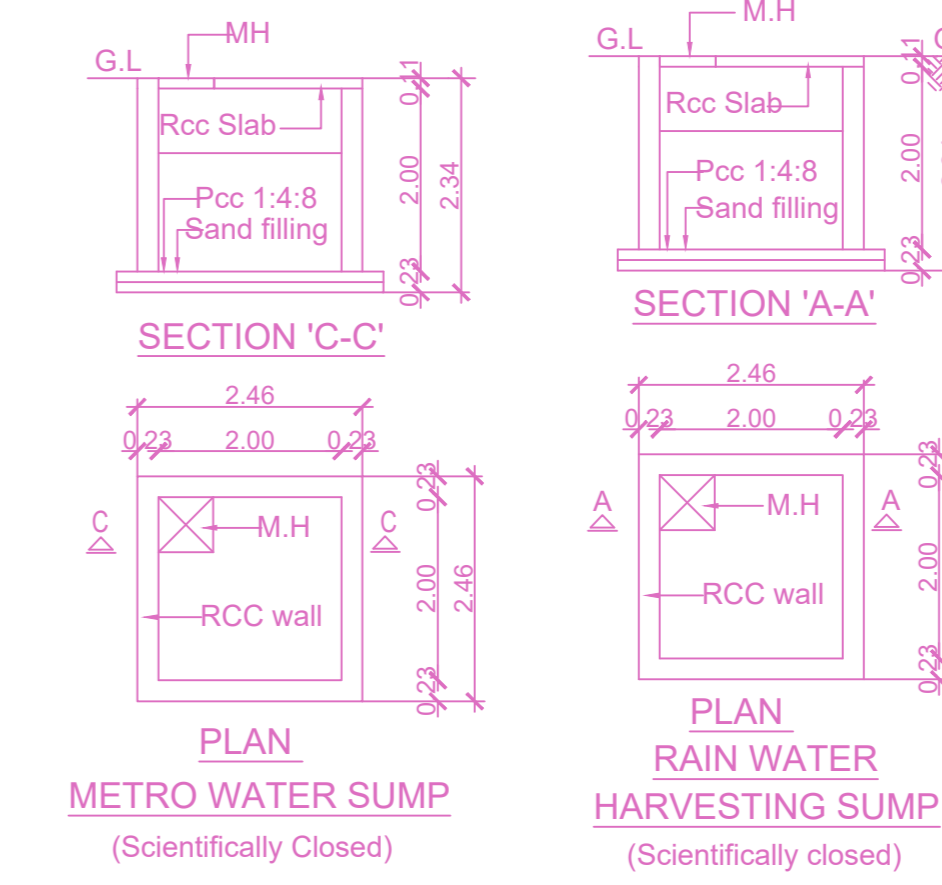 MH
G.L
Rcc Slab
Pcc 1:4:8
Sand filling
0.11
2.00
0.23
2.34
SECTION 'C-C'
2.46
0.23 2.00 0.23
M.H
C C
RCC wall
0.23
2.00
0.23
2.46
PLAN
METRO WATER SUMP
(Scientifically Closed)
M.H
G.L
Rcc Slab
Pcc 1:4:8
Sand filling
0.11
2.00
0.23
SECTION 'A-A'
2.46
0.23 2.00 0.23
M.H
A A
RCC wall
0.23
2.00
0.23
PLAN
RAIN WATER
HARVESTING SUMP
(Scientifically closed)